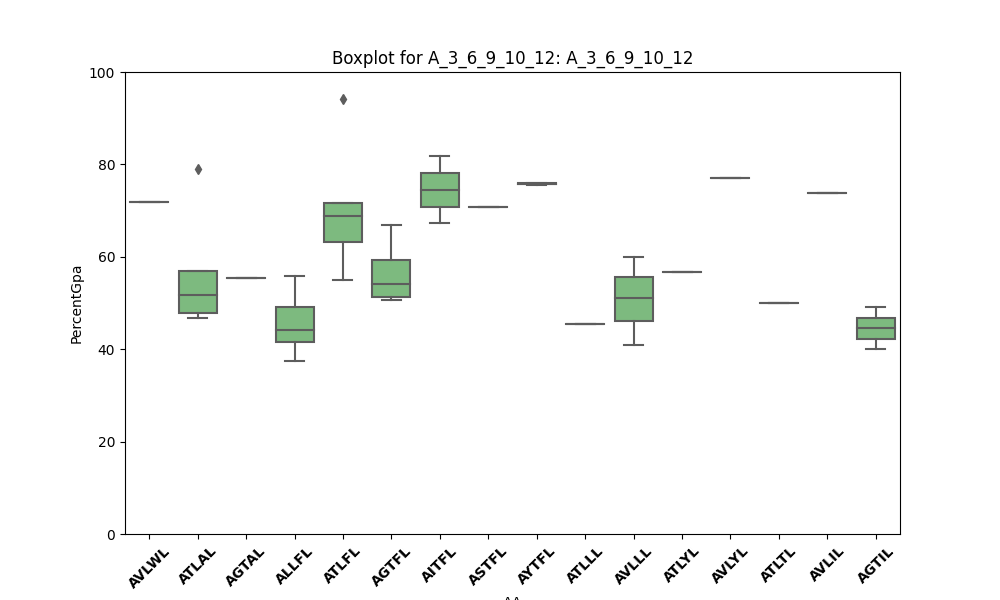 Boxplot for A_3_6_9_10_12: A_3_6_9_10_12
PercentGpa
100
80
60
40
20
0
AVLWL ATLAL AGTAL ALLFL ATLFL AGTFL AITFL ASTFL AYTFL ATLLL AVLLL ATLYL AVLYL ATLTL AVLIL AGTIL